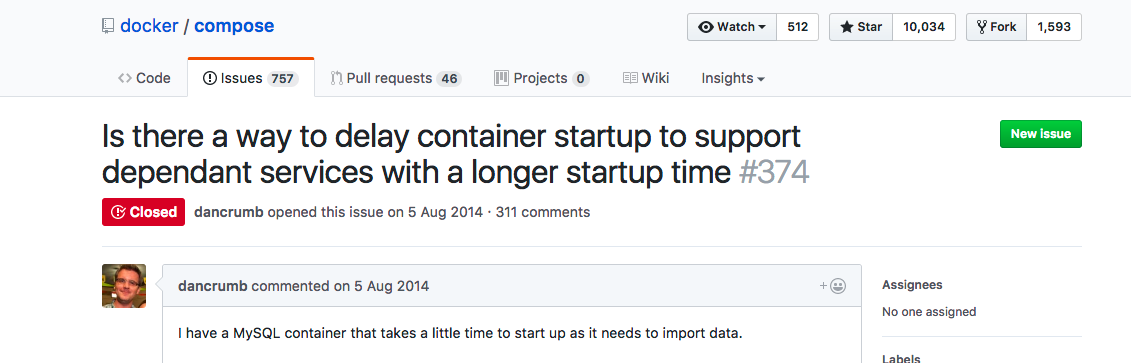 docker / compose
Watch 512 Star 10,034 Fork 1,593
Code Issues 757 Pull requests 46 Projects 0 Wiki Insights
Is there a way to delay container startup to support
dependant services with a longer startup time #374
New issue
Closed dancrumb opened this issue on 5 Aug 2014 · 311 comments
dancrumb commented on 5 Aug 2014
I have a MySQL container that takes a little time to start up as it needs to import data.
Assignees
No one assigned
Labels